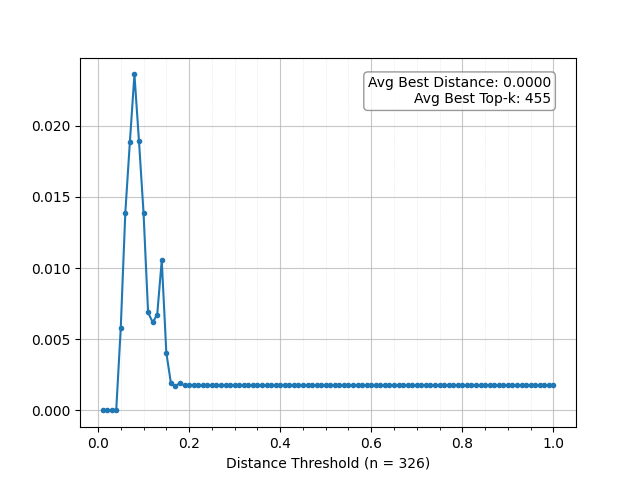 Avg Best Distance: 0.0000
Avg Best Top-k: 455
0.020
0.015
0.010
0.005
0.000
0.0 0.2 0.4 0.6 0.8 1.0
Distance Threshold (n = 326)